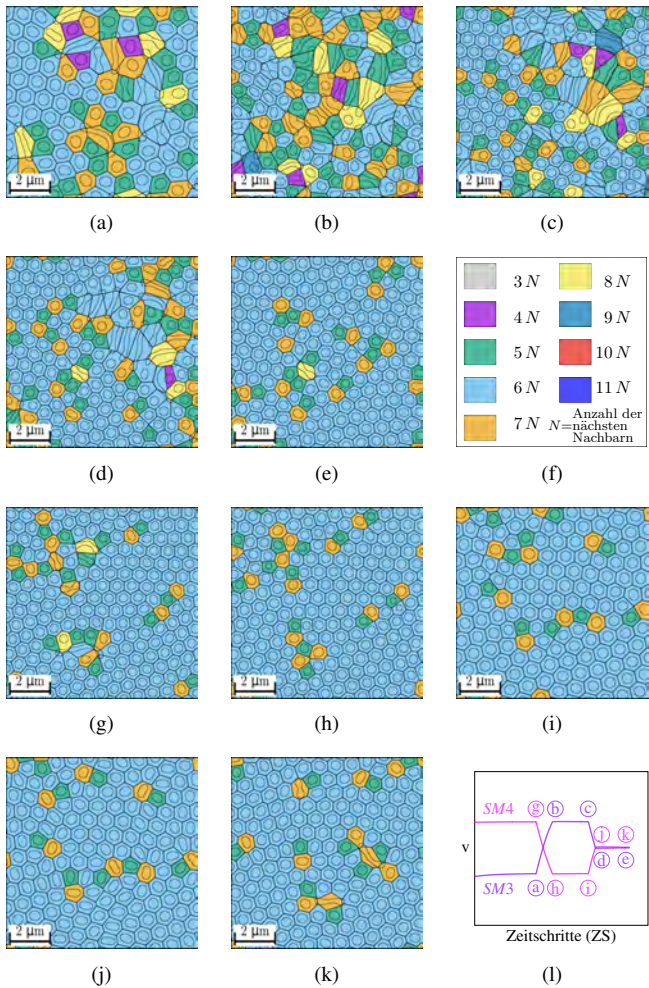 2 µm
2 µm
2 µm
(a)
(b)
(c)
2 µm
2 µm
3 N
8 N
4 N
9 N
5 N
10 N
6 N
11 N
7 N
N=Anzahl der
nächsten
Nachbarn
(d)
(e)
(f)
2 µm
2 µm
2 µm
(g)
(h)
(i)
2 µm
2 µm
SM4
g
b
c
v
j
k
d
e
SM3
a
h
i
Zeitschritte (ZS)
(j)
(k)
(l)